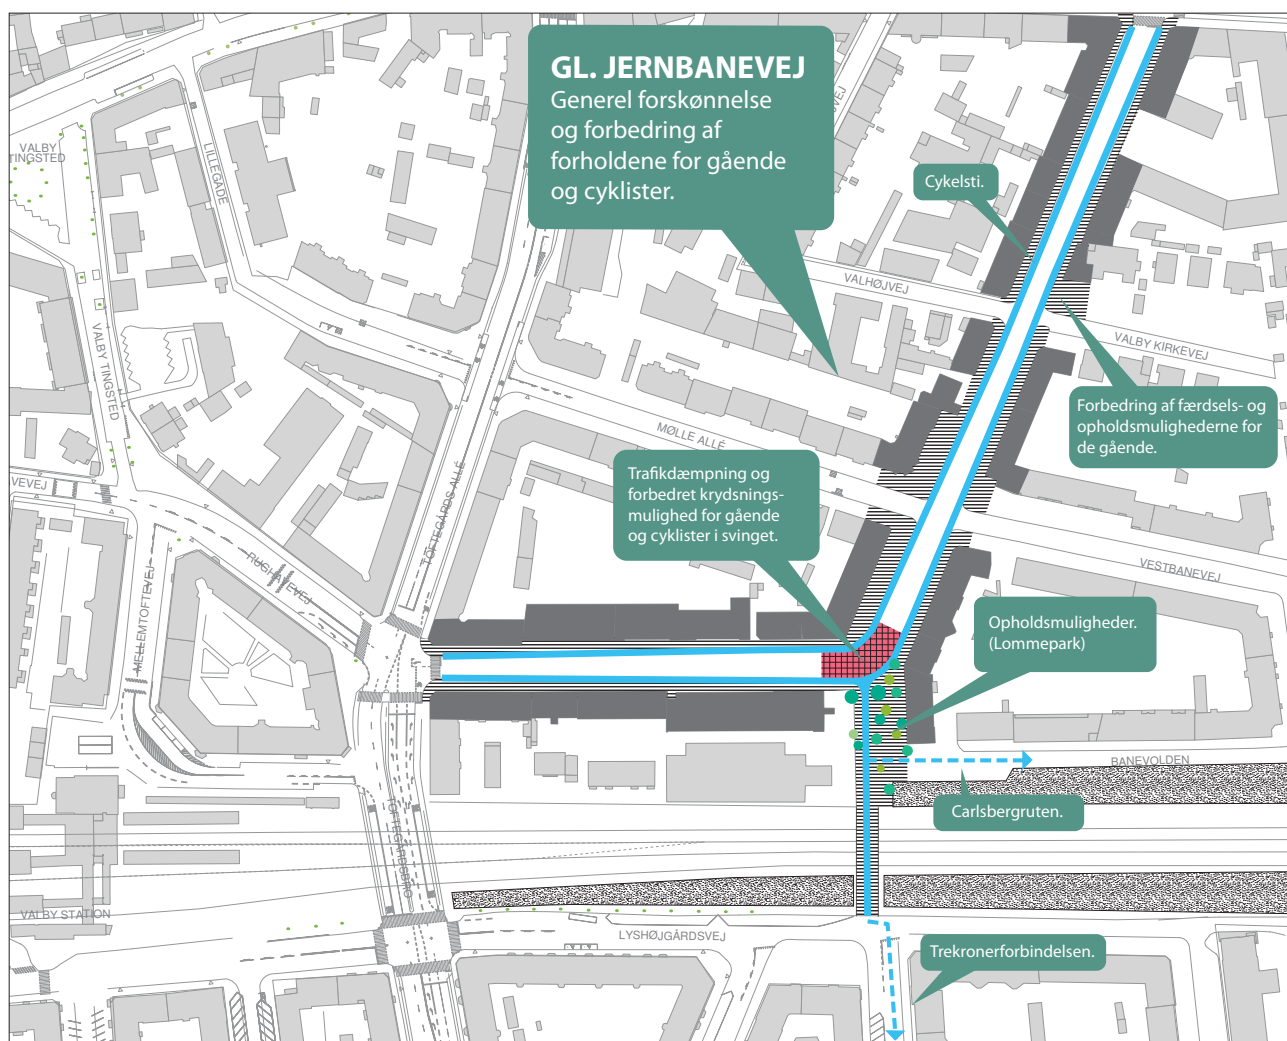 GL. JERNBANEVEJ
Generel forskønnelse
og forbedring af
forholdene for gående
og cyklister.
VALBY
TINGSTED
LILLEGADE
Cykelsti.
VALHØJVEJ
VALBY KIRKEVEJ
VALBY TINGSTED
Forbedring af færdsels- og
opholdsmulighederne for
de gående.
MØLLE ALLÉ
Trafikdæmpning og
forbedret krydsnings-
mulighed for gående
og cyklister i svinget.
TOFTEGÅRDS ALLÉ
VEVEJ
RUGHAVEVEJ
MELLEMTOFTEVEJ
VESTBANEVEJ
Opholdsmuligheder.
(Lommepark)
BANEVOLDEN
Carlsbergruten.
TOFTEGÅRDSBRO
VALBY STATION
LYSHØJGÅRDSVEJ
Trekronerforbindelsen.